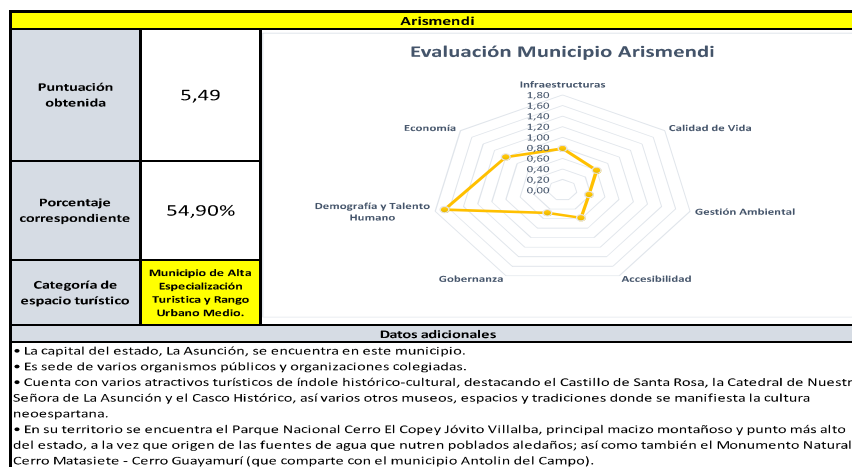 Arismendi
Puntuación
obtenida
5,49
Porcentaje
correspondiente
54,90%
Categoría de
espacio turístico
Municipio de Alta
Especialización
Turistica y Rango
Urbano Medio.
Evaluación Municipio Arismendi
Infraestructuras
1,80
1,60
1,40
1,20
1,00
0,80
0,60
0,40
0,20
0,00
Calidad de Vida
Gestión Ambiental
Accesibilidad
Gobernanza
Demografía y Talento
Humano
Economía
Datos adicionales
• La capital del estado, La Asunción, se encuentra en este municipio.
• Es sede de varios organismos públicos y organizaciones colegiadas.
• Cuenta con varios atractivos turísticos de índole histórico-cultural, destacando el Castillo de Santa Rosa, la Catedral de Nuestr
Señora de La Asunción y el Casco Histórico, así varios otros museos, espacios y tradiciones donde se manifiesta la cultura
neoespartana.
• En su territorio se encuentra el Parque Nacional Cerro El Copey Jóvito Villalba, principal macizo montañoso y punto más alto
del estado, a la vez que origen de las fuentes de agua que nutren poblados aledaños; así como también el Monumento Natural
Cerro Matasiete - Cerro Guayamurí (que comparte con el municipio Antolin del Campo).